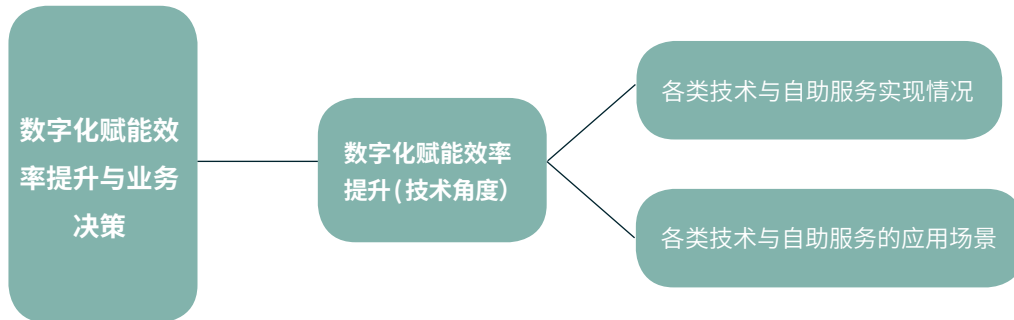 数字化赋能效
率提升与业务
决策
数字化赋能效率
提升(技术角度）
各类技术与自助服务实现情况
各类技术与自助服务的应用场景